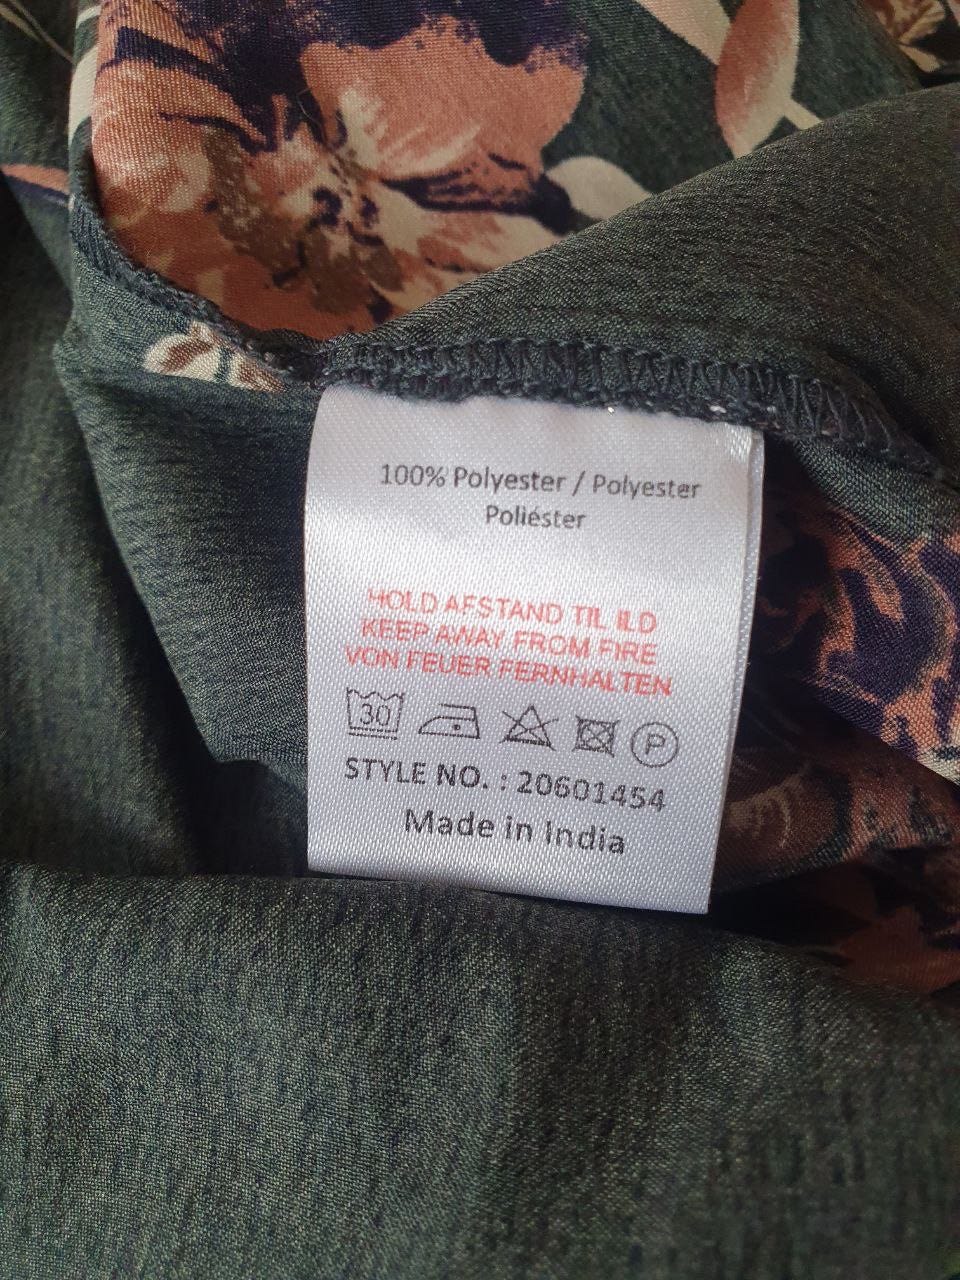 100% Polyester / Polyester
Poliéster
HOLD AFSTAND TIL ILD
KEEP AWAY FROM FIRE
VON FEUER FERNHALTEN
30 P
STYLE NO. : 20601454
Made in India